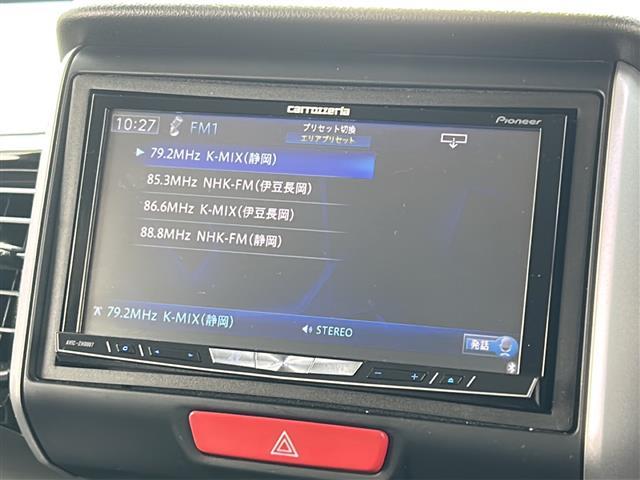 carrozzeria
Pioneer
10:27 FM1 プリセット切換
エリアプリセット
79.2MHz K-MIX(静岡)
85.3MHz NHK-FM(伊豆長岡)
86.6MHz K-MIX(伊豆長岡)
88.8MHz NHK-FM(静岡)
79.2MHz K-MIX(静岡)
STEREO
発話